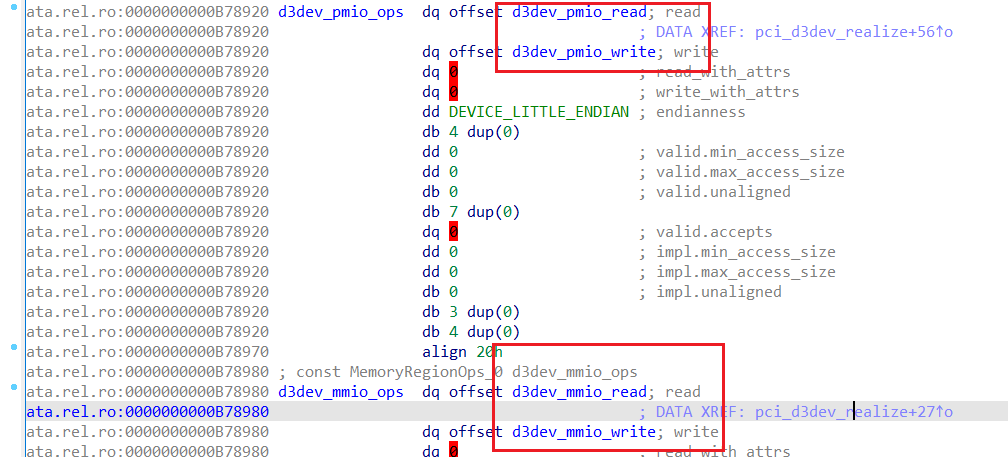 ata.rel.ro:0000000000B78920 d3dev_pmio_ops dq offset d3dev_pmio_read; read
ata.rel.ro:0000000000B78920 ; DATA XREF: pci_d3dev_realize+56↑o
ata.rel.ro:0000000000B78920 dq offset d3dev_pmio_write; write
ata.rel.ro:0000000000B78920 dq 0 ; read_with_attrs
ata.rel.ro:0000000000B78920 dq 0 ; write_with_attrs
ata.rel.ro:0000000000B78920 dd DEVICE_LITTLE_ENDIAN ; endianness
ata.rel.ro:0000000000B78920 db 4 dup(0)
ata.rel.ro:0000000000B78920 dd 0 ; valid.min_access_size
ata.rel.ro:0000000000B78920 dd 0 ; valid.max_access_size
ata.rel.ro:0000000000B78920 db 0 ; valid.unaligned
ata.rel.ro:0000000000B78920 db 7 dup(0)
ata.rel.ro:0000000000B78920 dq 0 ; valid.accepts
ata.rel.ro:0000000000B78920 dd 0 ; impl.min_access_size
ata.rel.ro:0000000000B78920 dd 0 ; impl.max_access_size
ata.rel.ro:0000000000B78920 db 0 ; impl.unaligned
ata.rel.ro:0000000000B78920 db 3 dup(0)
ata.rel.ro:0000000000B78920 db 4 dup(0)
ata.rel.ro:0000000000B78970 align 20h
ata.rel.ro:0000000000B78980 ; const MemoryRegionOps_0 d3dev_mmio_ops
ata.rel.ro:0000000000B78980 d3dev_mmio_ops dq offset d3dev_mmio_read; read
ata.rel.ro:0000000000B78980 ; DATA XREF: pci_d3dev_realize+27↑o
ata.rel.ro:0000000000B78980 dq offset d3dev_mmio_write; write
ata.rel.ro:0000000000B78980 dq 0 ; read_with_attrs